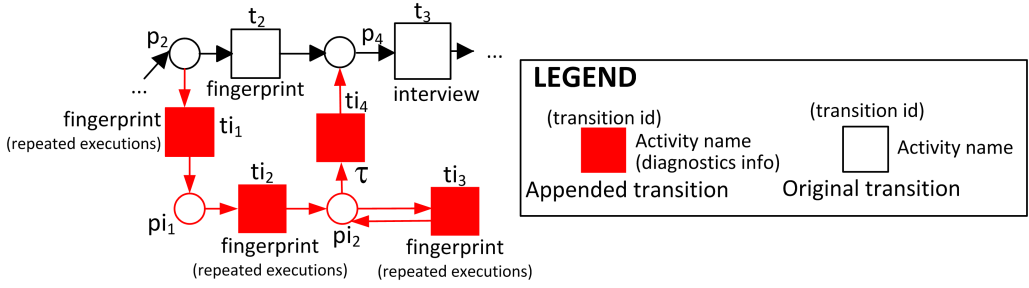 t2
t3
p2
p4
...
...
fingerprint
interview
fingerprint
(repeated executions)
ti1
ti4
τ
ti2
ti3
pi1
pi2
fingerprint
(repeated executions)
fingerprint
(repeated executions)
LEGEND
(transition id)
Activity name
(diagnostics info)
Appended transition
(transition id)
Activity name
Original transition